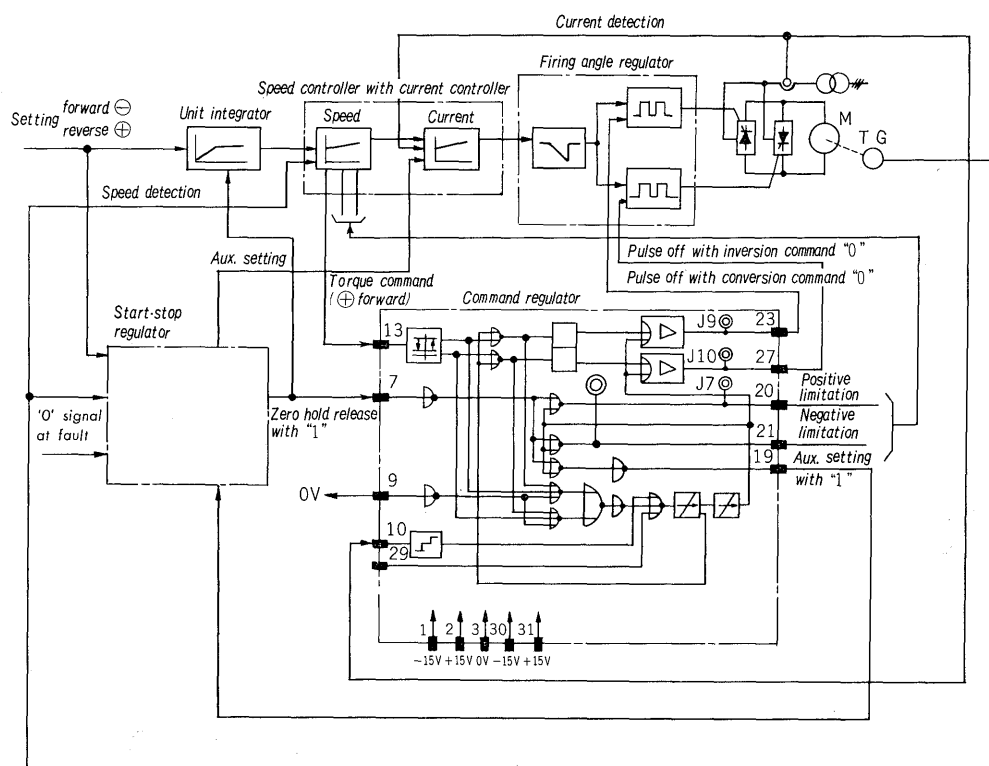 Current detection
Firing angle regulator
Speed controller with current controller
Setting forward ⊖
reverse ⊕
Unit integrator
Speed
Current
M
T G
Speed detection
Aux. setting
Torque command
(⊕ forward)
Pulse off with inversion command "0"
Pulse off with conversion command "0"
Start-stop
regulator
Command regulator
13
J9
23
J10
27
7
J7
20
Positive
limitation
'O' signal
at fault
Zero hold release
with "1"
21
Negative
limitation
19
Aux. setting
with "1"
0V
9
10
29
1
2
3
30
31
-15V
+15V
0V
-15V
+15V